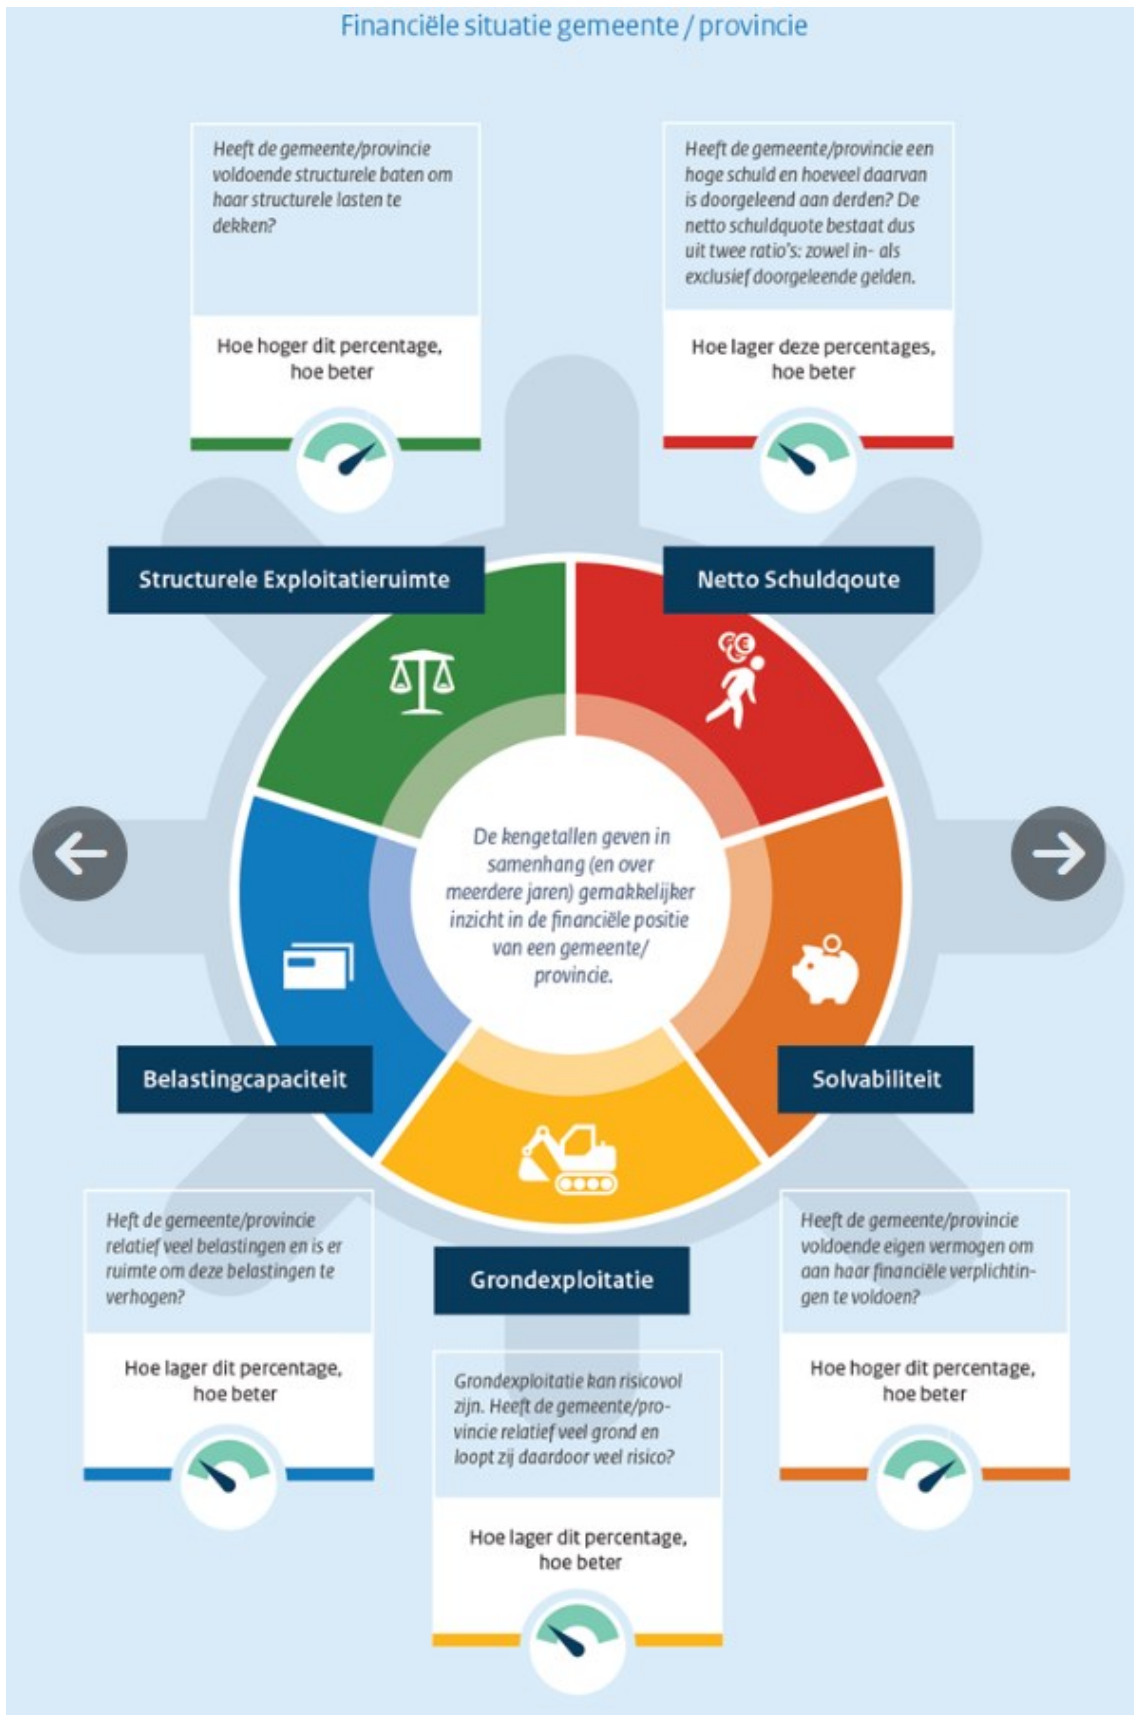 Financiële situatie gemeente / provincie
Heeft de gemeente/provincie
voldoende structurele baten om
haar structurele lasten te
dekken?
Hoe hoger dit percentage,
hoe beter
Heeft de gemeente/provincie een
hoge schuld en hoeveel daarvan
is doorgeleend aan derden? De
netto schuldquote bestaat dus
uit twee ratio's: zowel in- als
exclusief doorgeleende gelden.
Hoe lager deze percentages,
hoe beter
Structurele Exploitatieruimte
Netto Schuldqoute
De kengetallen geven in
samenhang (en over
meerdere jaren) gemakkelijker
inzicht in de financiële positie
van een gemeente/
provincie.
Belastingcapaciteit
Solvabiliteit
Grondexploitatie
Heft de gemeente/provincie
relatief veel belastingen en is er
ruimte om deze belastingen te
verhogen?
Hoe lager dit percentage,
hoe beter
Grondexploitatie kan risicovol
zijn. Heeft de gemeente/pro-
vincie relatief veel grond en
loopt zij daardoor veel risico?
Hoe lager dit percentage,
hoe beter
Heeft de gemeente/provincie
voldoende eigen vermogen om
aan haar financiële verplichtin-
gen te voldoen?
Hoe hoger dit percentage,
hoe beter